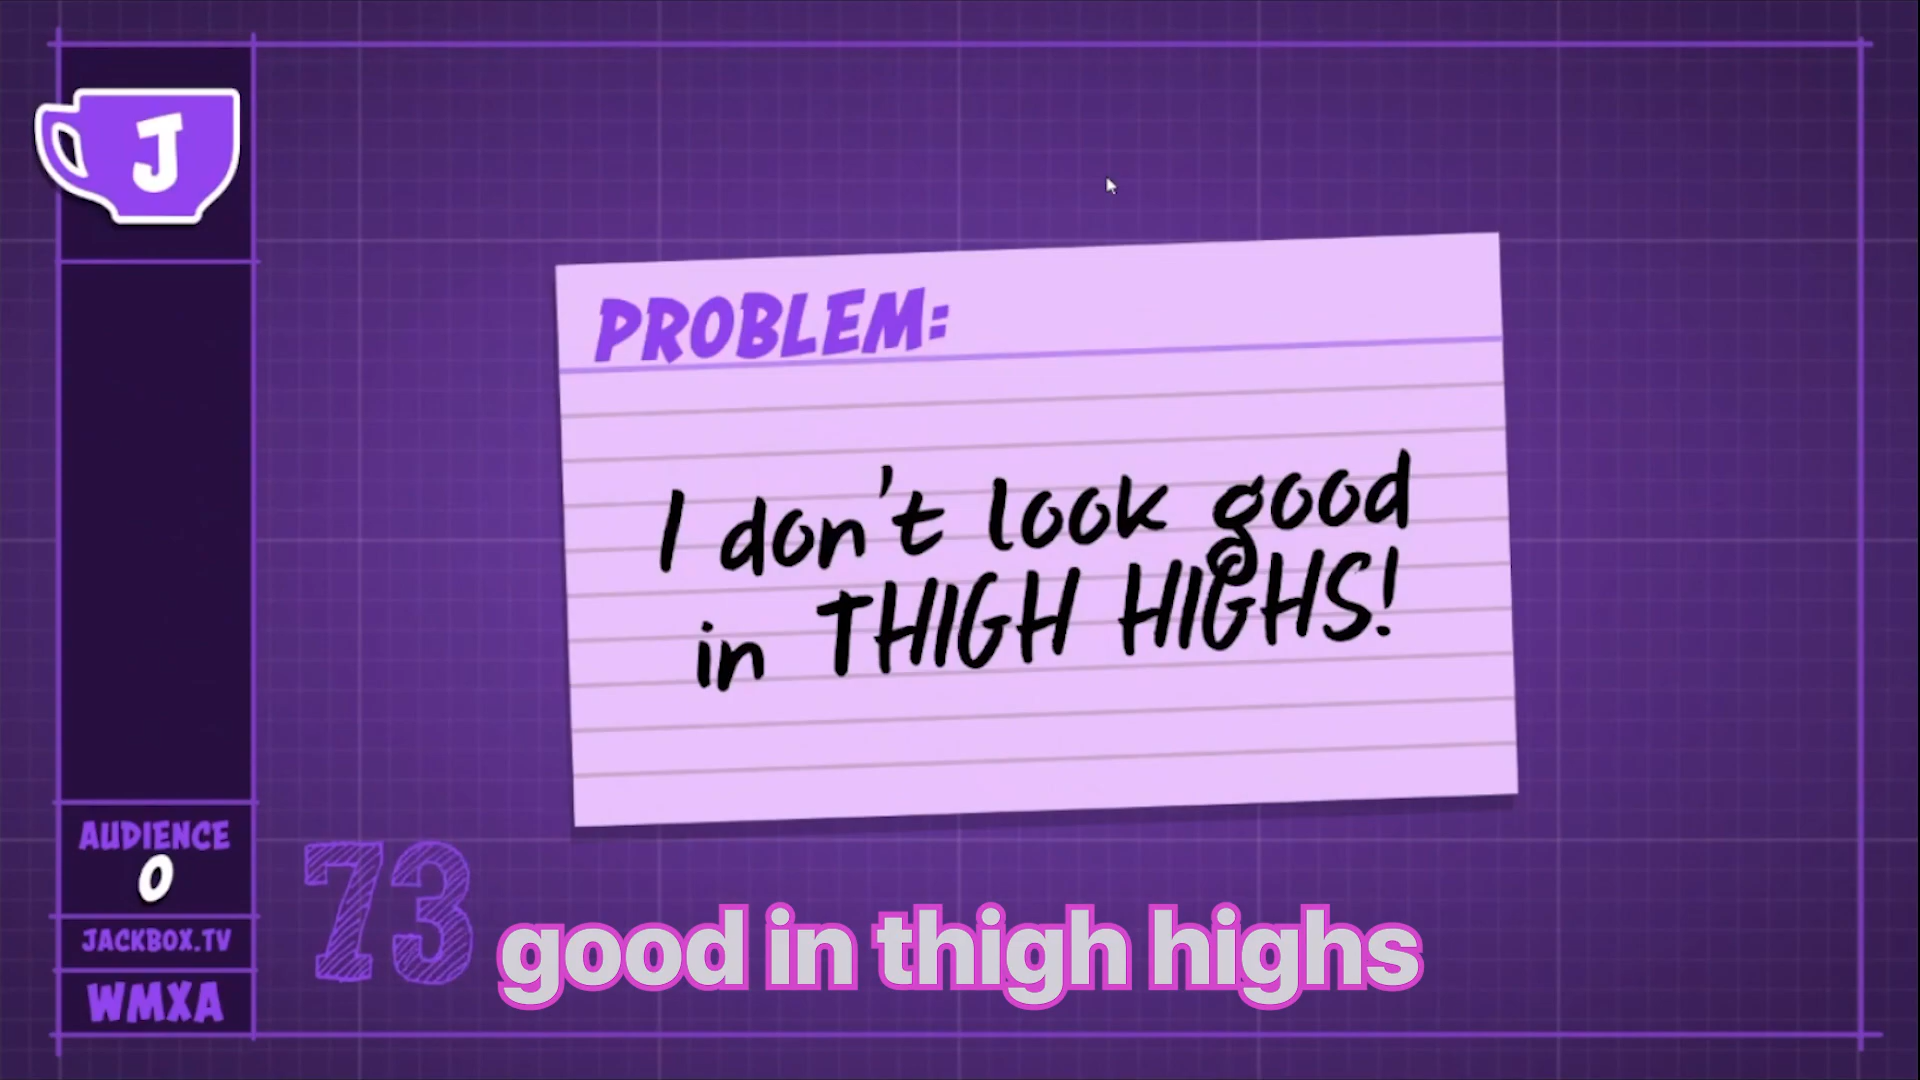 J
PROBLEM:
I don't look good
in THIGH HIGHS!
AUDIENCE
0
JACKBOX.TV
WMXA
73
good in thigh highs